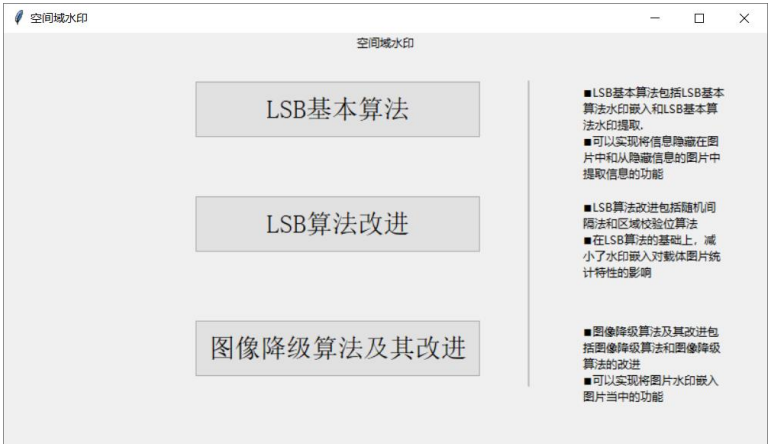 空间域水印
空间域水印
LSB基本算法
■LSB基本算法包括LSB基本
算法水印嵌入和LSB基本算
法水印提取.
■可以实现将信息隐藏在图
片中和从隐藏信息的图片中
提取信息的功能
LSB算法改进
■LSB算法改进包括随机间
隔法和区域校验位算法
■在LSB算法的基础上，减
小了水印嵌入对载体图片统
计特性的影响
图像降级算法及其改进
■图像降级算法及其改进包
括图像降级算法和图像降级
算法的改进
■可以实现将图片水印嵌入
图片当中的功能